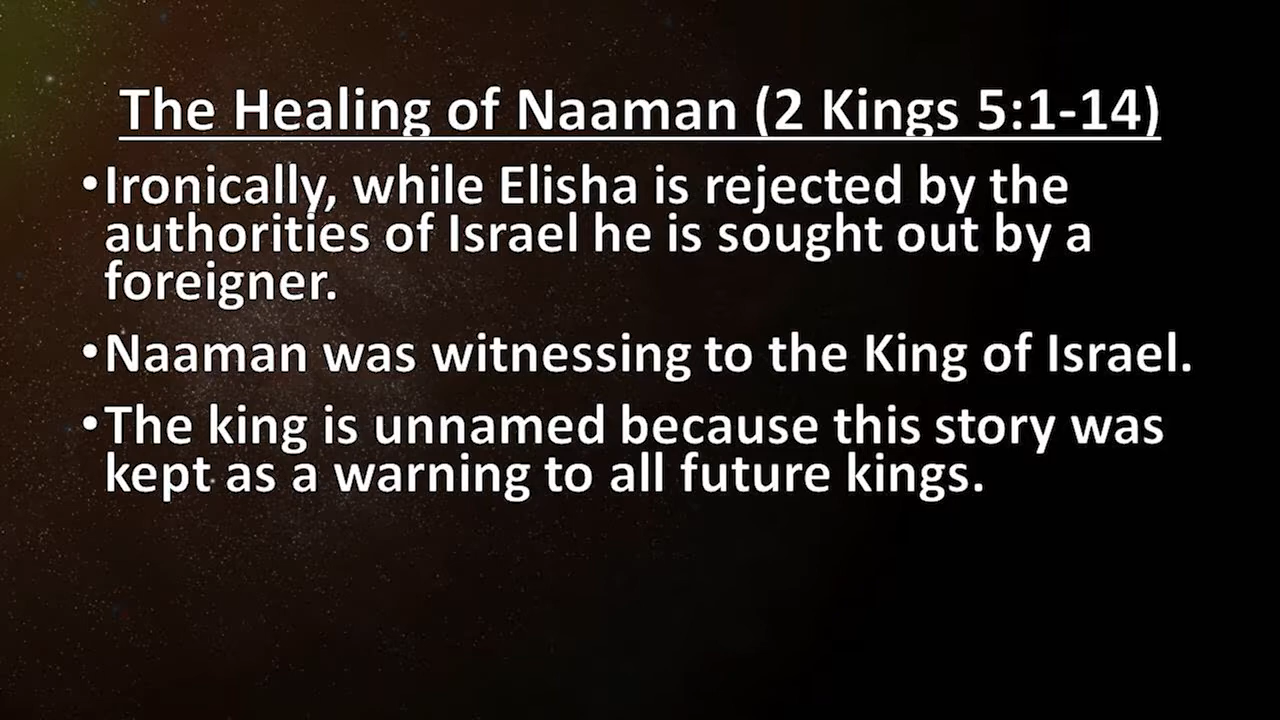 The Healing of Naaman (2 Kings 5:1-14)
•Ironically, while Elisha is rejected by the
authorities of Israel he is sought out by a
foreigner.
•Naaman was witnessing to the King of Israel.
•The king is unnamed because this story was
kept as a warning to all future kings.